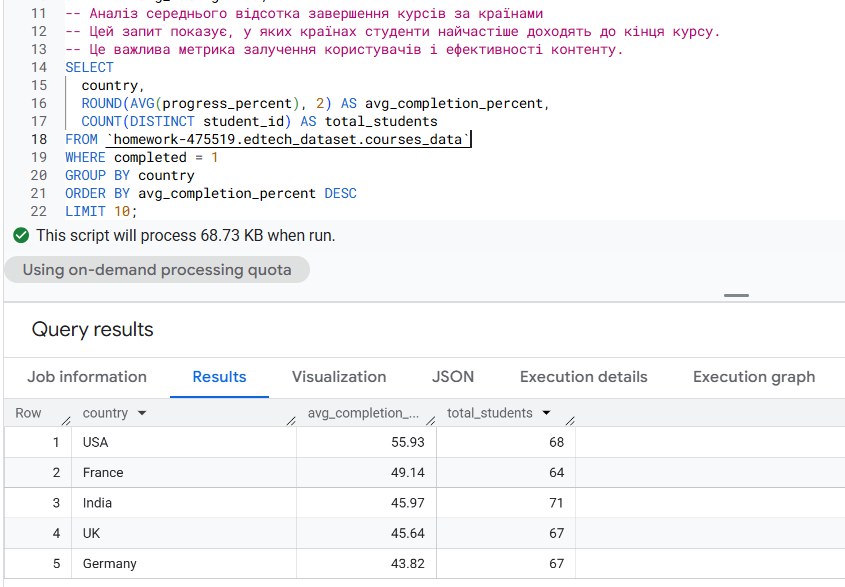 11 -- Аналіз середнього відсотка завершення курсів за країнами
12 -- Цей запит показує, у яких країнах студенти найчастіше доходять до кінця курсу.
13 -- Це важлива метрика залучення користувачів і ефективності контенту.
14 SELECT
15 country,
16 ROUND(AVG(progress_percent), 2) AS avg_completion_percent,
17 COUNT(DISTINCT student_id) AS total_students
18 FROM `homework-475519.edtech_dataset.courses_data`
19 WHERE completed = 1
20 GROUP BY country
21 ORDER BY avg_completion_percent DESC
22 LIMIT 10;
This script will process 68.73 KB when run.
Using on-demand processing quota
Query results
Job information Results Visualization JSON Execution details Execution graph
Row country avg_completion_... total_students
1 USA 55.93 68
2 France 49.14 64
3 India 45.97 71
4 UK 45.64 67
5 Germany 43.82 67